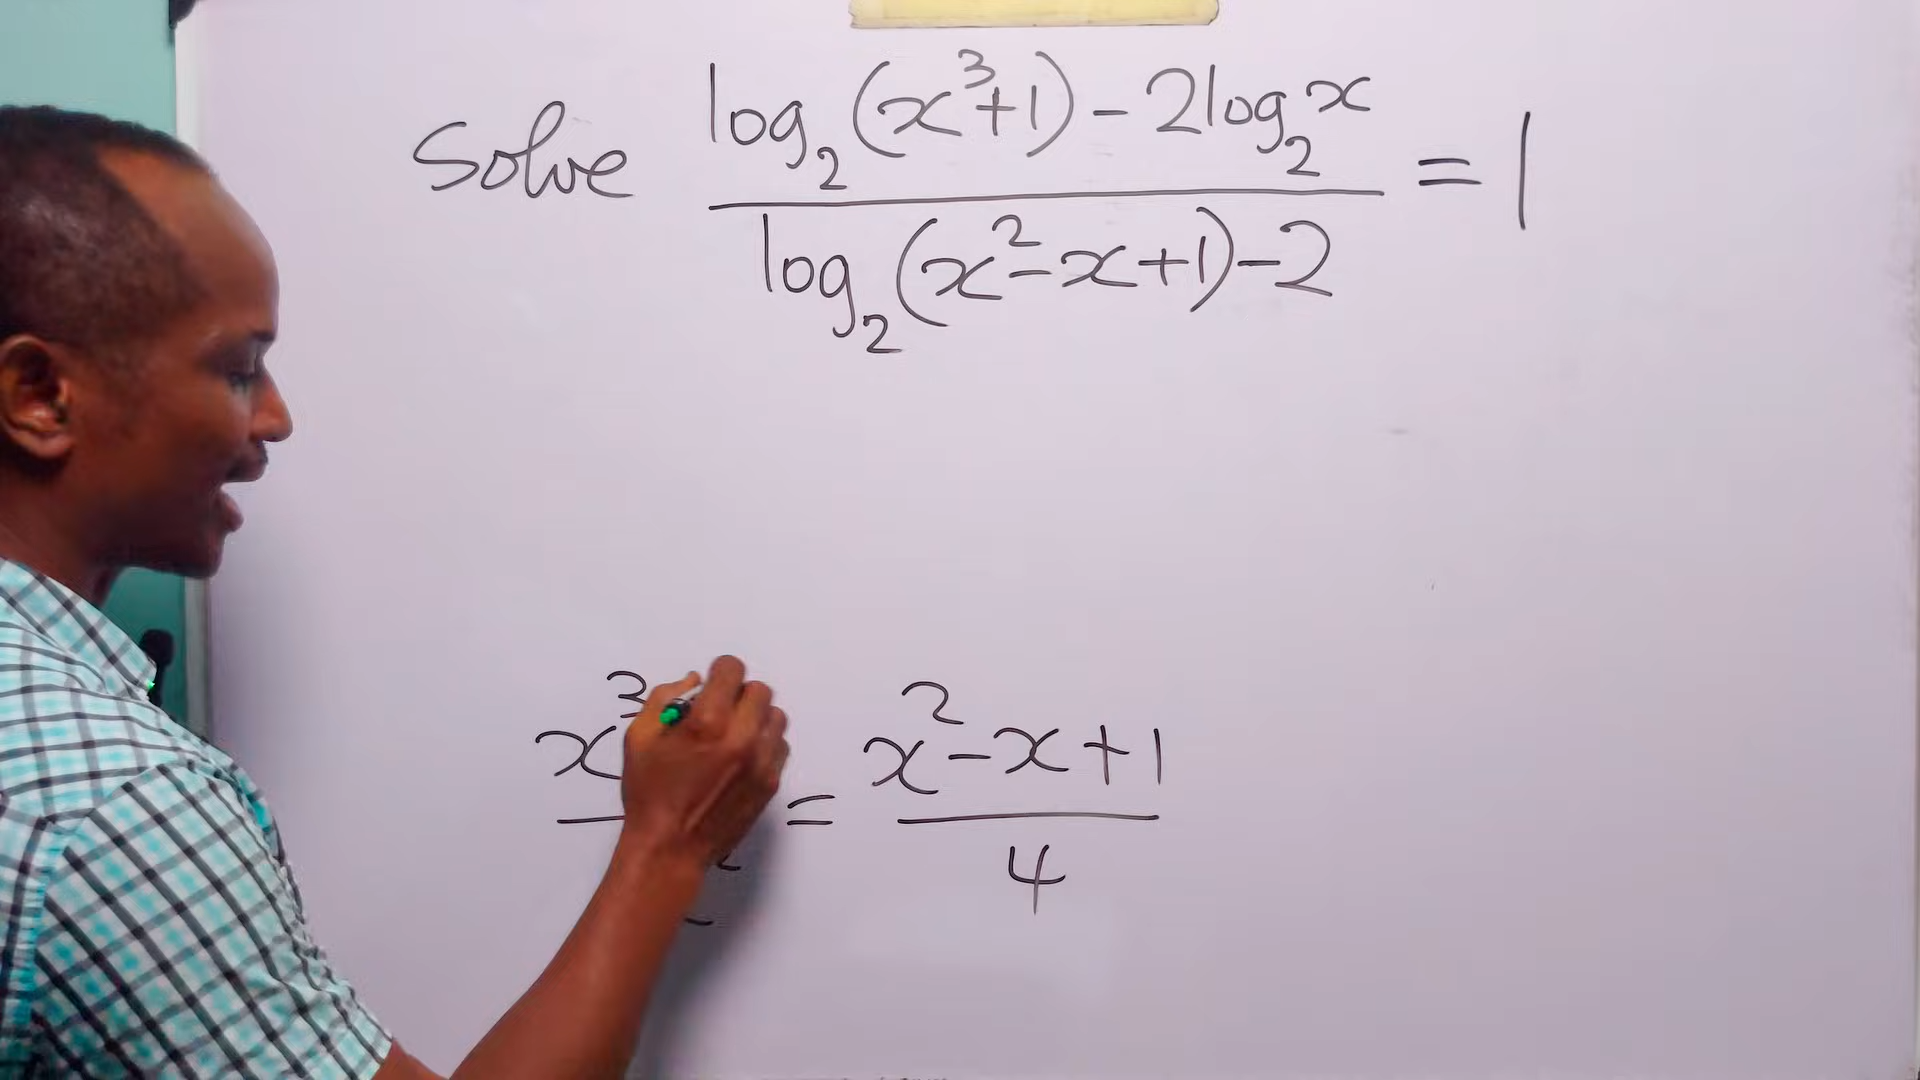 Solve log₂(x³+1) - 2log₂x / log₂(x²-x+1)-2 = 1
x³ = x²-x+1 / 4